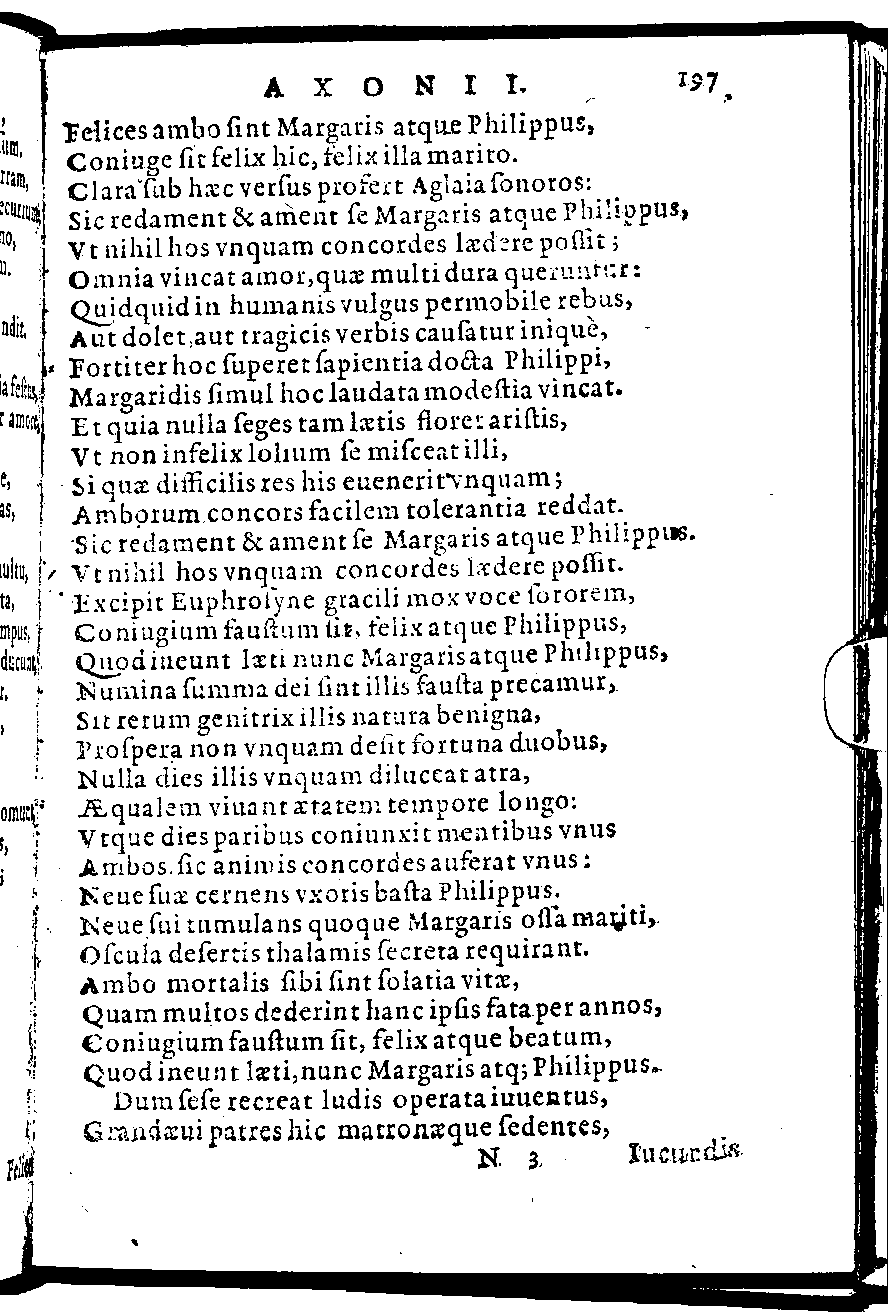 AXONII. 197
Felices ambo ſint Margaris atque Philippus,
Coniuge ſit felix hic, felix illa marito.
Clara ſub hæc verſus profert Aglaia ſonoros:
Sic redament & ament ſe Margaris atque Philippus,
Vt nihil hos vnquam concordes lædere poſſit;
Omnia vincat amor, quæ multi dura queruntur:
Quidquid in humanis vulgus permobile rebus,
Aut dolet, aut tragicis verbis cauſatur iniquè,
Fortiter hoc ſuperet ſapientia docta Philippi,
Margaridis ſimul hoc laudata modeſtia vincat.
Et quia nulla ſeges tam lætis floret ariſtis,
Vt non infelix lolium ſe miſceat illi,
Si quæ difficilis res his euenerit vnquam;
Amborum concors facilem tolerantia reddat.
Sic redament & ament ſe Margaris atque Philippus.
Vt nihil hos vnquam concordes lædere poſſit.
Excipit Euphroſyne gracili mox voce ſororem,
Coniugium fauſtum ſit, felix atque Philippus,
Quod ineunt læti nunc Margaris atque Philippus,
Numina ſumma dei ſint illis fauſta precamur,
Sit rerum genitrix illis natura benigna,
Proſpera non vnquam deſit fortuna duobus,
Nulla dies illis vnquam diluceat atra,
Æqualem viuant ætatem tempore longo:
Vtque dies paribus coniunxit mentibus vnus
Ambos, ſic animis concordes auferat vnus:
Neue ſuæ cernens vxoris baſta Philippus.
Neue ſui tumulans quoque Margaris oſſa mariti,
Oſcula deſertis thalamis ſecreta requirant.
Ambo mortalis ſibi ſint ſolatia vitæ,
Quam multos dederint hanc ipſis fata per annos,
Coniugium fauſtum ſit, felix atque beatum,
Quod ineunt læti, nunc Margaris atq; Philippus.
Dum ſeſe recreat ludis operata iuuentus,
Grandæui patres hic matronæque ſedentes,
N 3 Iucundis